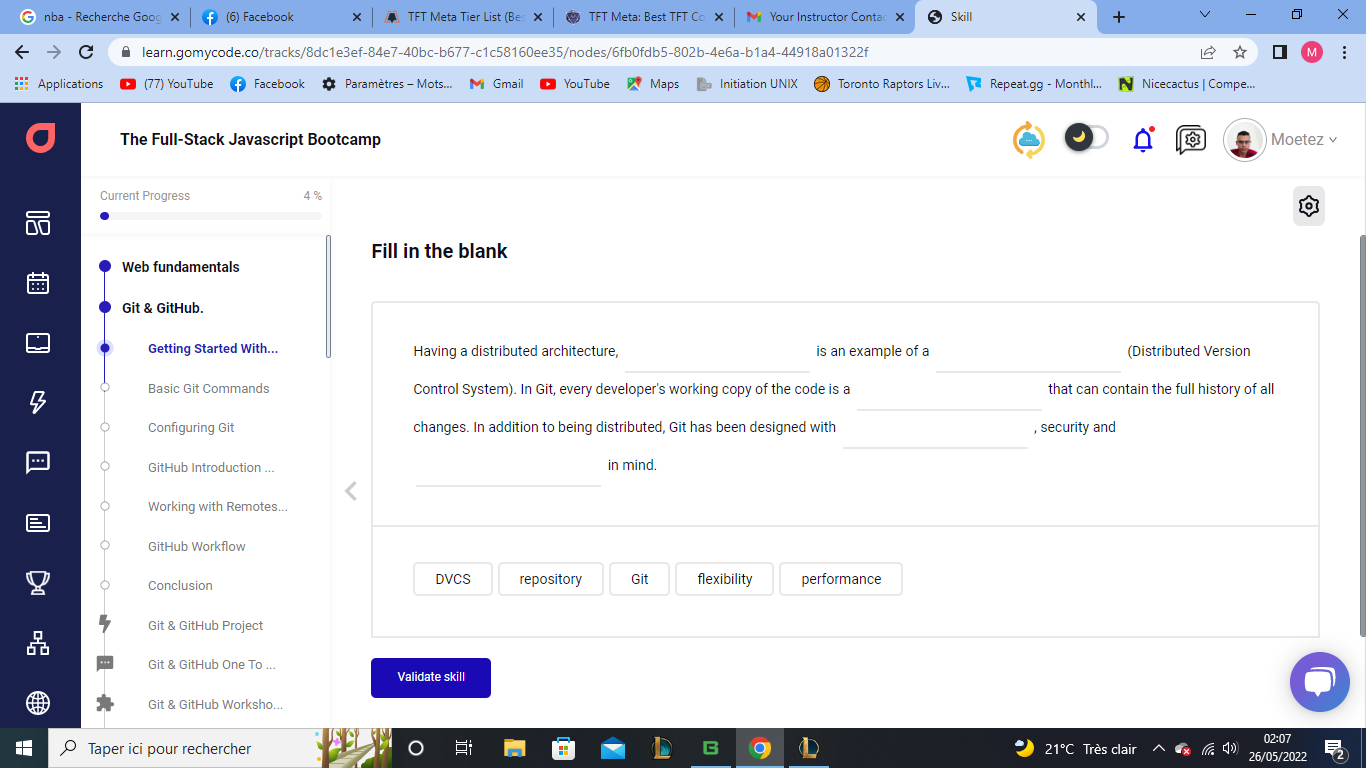 nba - Recherche Goog
(6) Facebook
TFT Meta Tier List (Bes
TFT Meta: Best TFT Co
Your Instructor Contac
Skill
learn.gomycode.co/tracks/8dc1e3ef-84e7-40bc-b677-c1c58160ee35/nodes/6fb0fdb5-802b-4e6a-b1a4-44918a01322f
M
Applications
(77) YouTube
Facebook
Paramètres – Mots...
Gmail
YouTube
Maps
Initiation UNIX
Toronto Raptors Liv...
Repeat.gg - Monthl...
Nicecactus | Compe...
The Full-Stack Javascript Bootcamp
Moetez
Current Progress 4 %
Web fundamentals
Git & GitHub.
Getting Started With...
Basic Git Commands
Configuring Git
GitHub Introduction ...
Working with Remotes...
GitHub Workflow
Conclusion
Git & GitHub Project
Git & GitHub One To ...
Git & GitHub Worksho...
Fill in the blank
Having a distributed architecture, is an example of a (Distributed Version
Control System). In Git, every developer's working copy of the code is a that can contain the full history of all
changes. In addition to being distributed, Git has been designed with , security and
in mind.
DVCS
repository
Git
flexibility
performance
Validate skill
Taper ici pour rechercher
21°C Très clair
02:07
26/05/2022
2